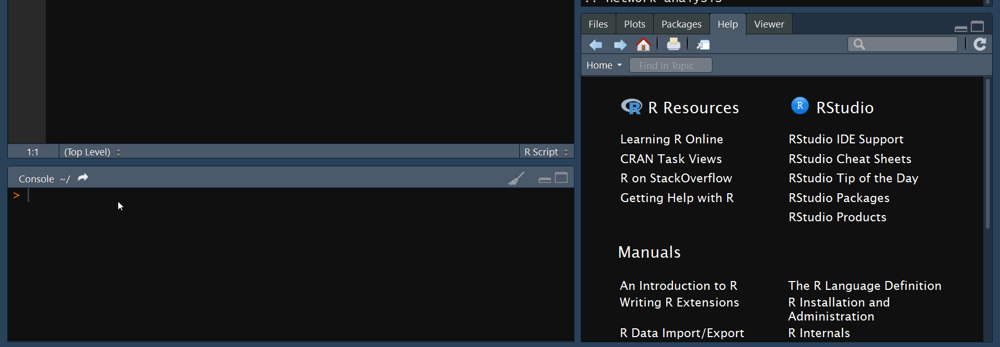 :: network analysis
Files Plots Packages Help Viewer
Home Find in Topic
R R Resources
R RStudio
Learning R Online
CRAN Task Views
R on StackOverflow
Getting Help with R
RStudio IDE Support
RStudio Cheat Sheets
RStudio Tip of the Day
RStudio Packages
RStudio Products
Manuals
An Introduction to R
Writing R Extensions
R Data Import/Export
The R Language Definition
R Installation and
Administration
R Internals
1:1 (Top Level) R Script
Console ~/
>